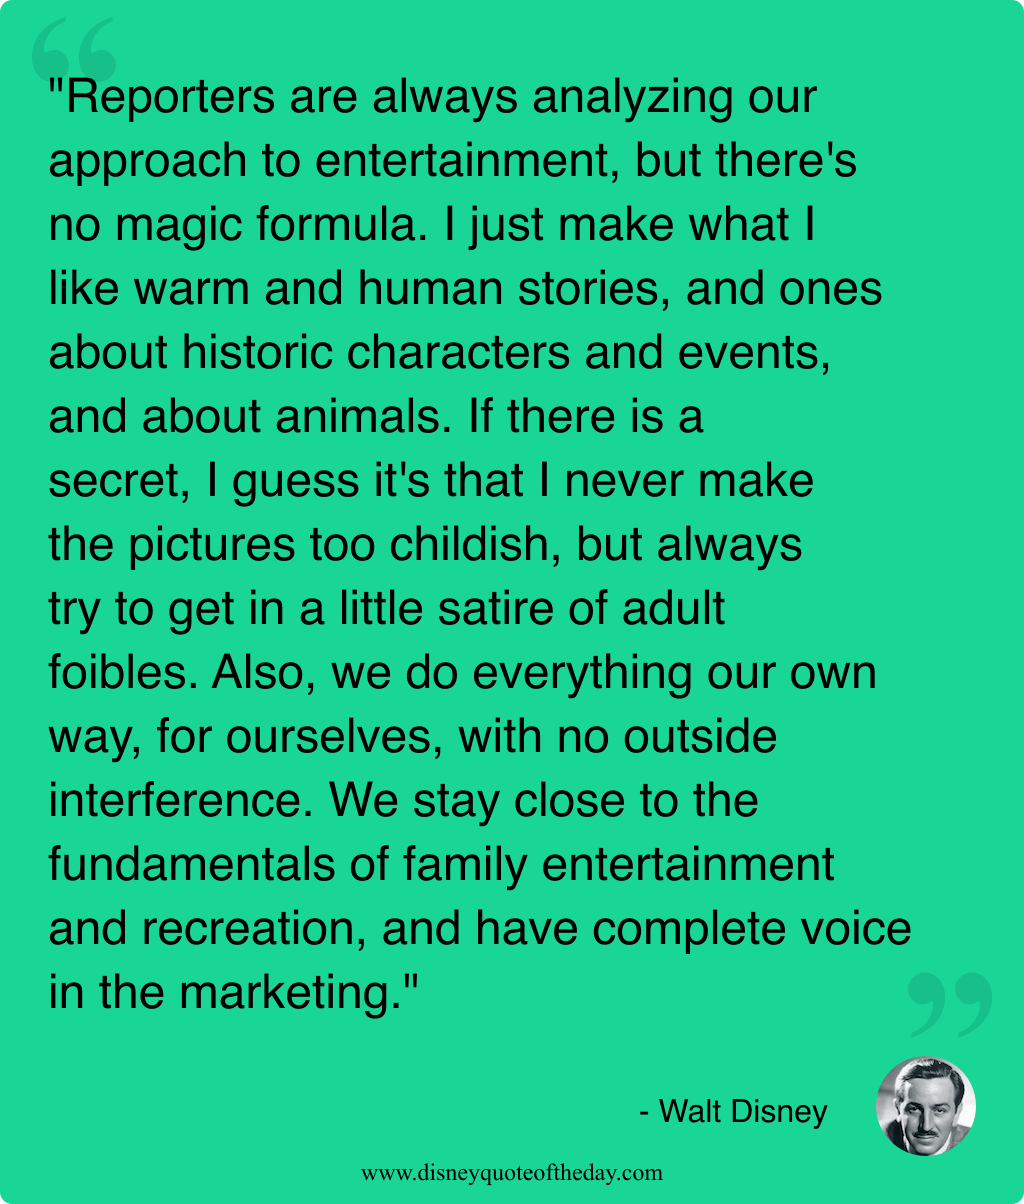 "Reporters are always analyzing our
approach to entertainment, but there's
no magic formula. I just make what I
like warm and human stories, and ones
about historic characters and events,
and about animals. If there is a
secret, I guess it's that I never make
the pictures too childish, but always
try to get in a little satire of adult
foibles. Also, we do everything our own
way, for ourselves, with no outside
interference. We stay close to the
fundamentals of family entertainment
and recreation, and have complete voice
in the marketing."
- Walt Disney
www.disneyquoteoftheday.com